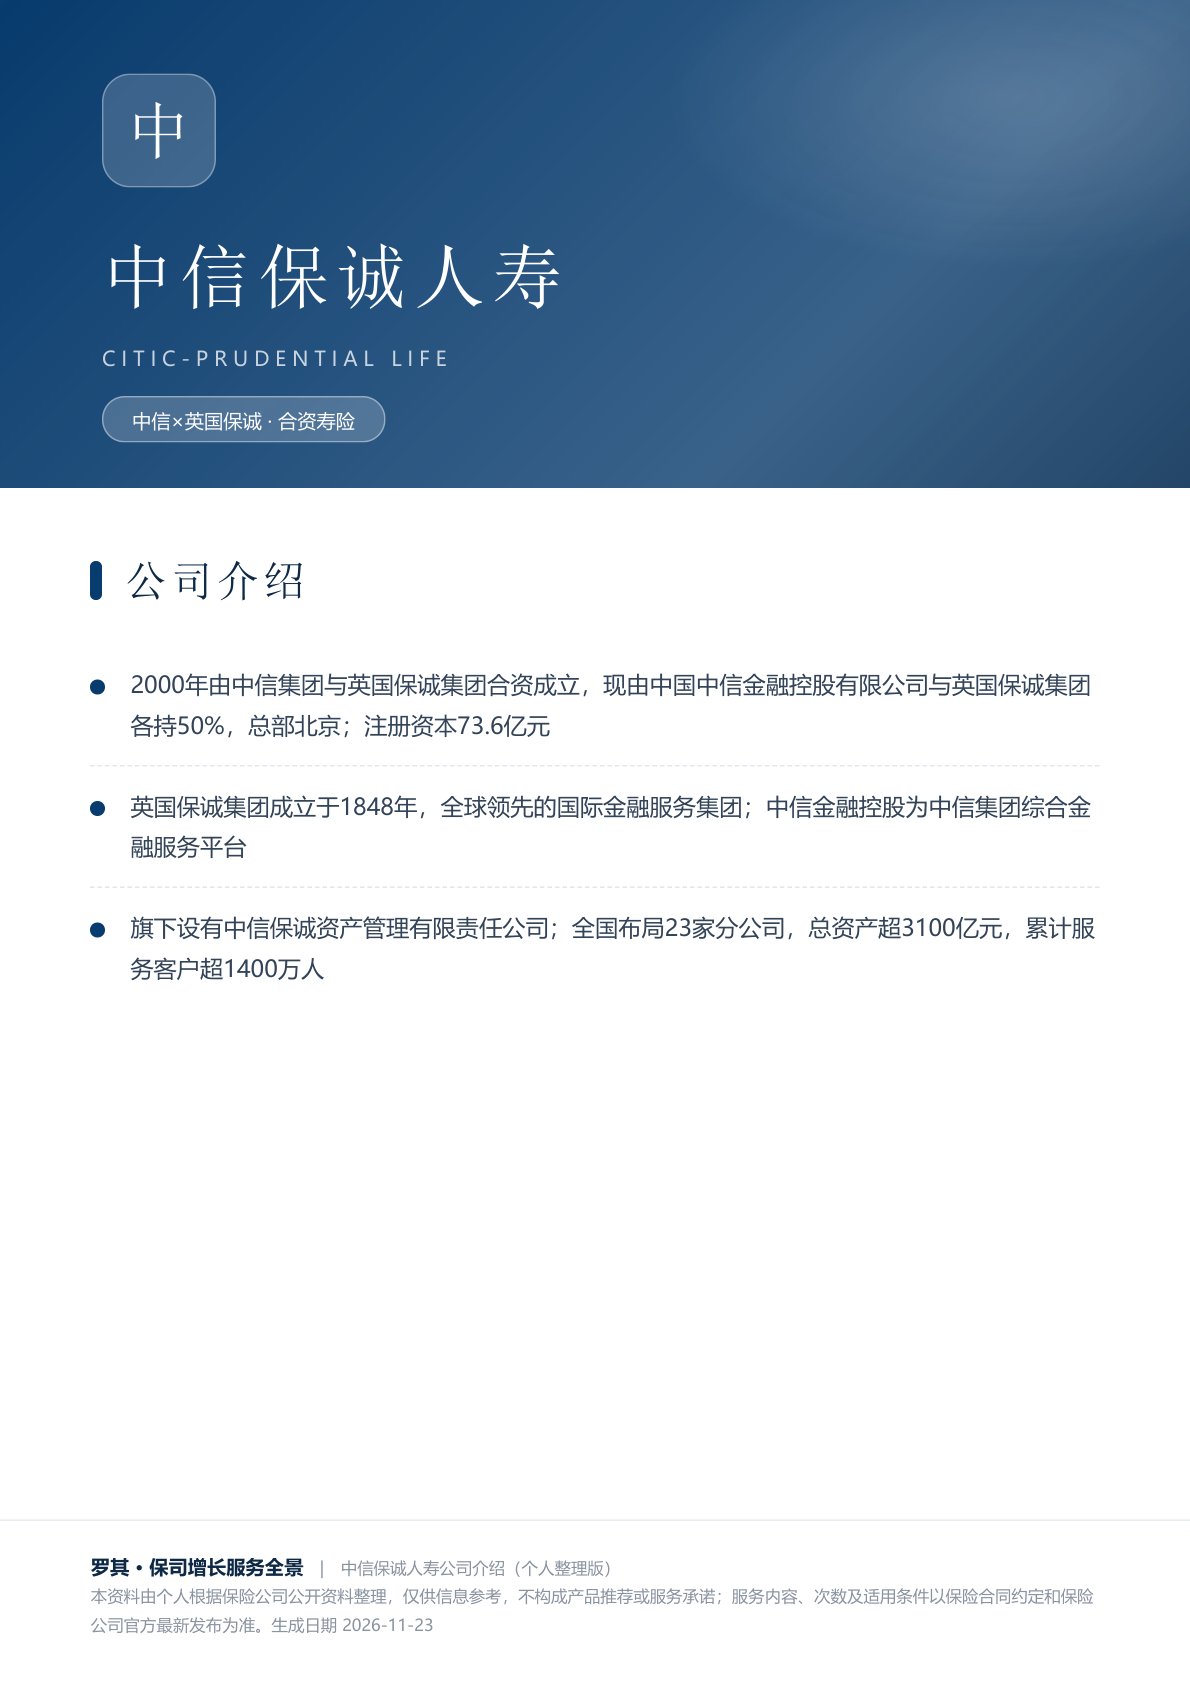 中
中信保诚人寿
CITIC-PRUDENTIAL LIFE
中信×英国保诚 · 合资寿险
公司介绍
2000年由中信集团与英国保诚集团合资成立，现由中国中信金融控股有限公司与英国保诚集团
各持50%，总部北京；注册资本73.6亿元
英国保诚集团成立于1848年，全球领先的国际金融服务集团；中信金融控股为中信集团综合金
融服务平台
旗下设有中信保诚资产管理有限责任公司；全国布局23家分公司，总资产超3100亿元，累计服
务客户超1400万人
罗其 • 保司增长服务全景 | 中信保诚人寿公司介绍（个人整理版）
本资料由个人根据保险公司公开资料整理，仅供信息参考，不构成产品推荐或服务承诺；服务内容、次数及适用条件以保险合同约定和保险
公司官方最新发布为准。生成日期 2026-11-23